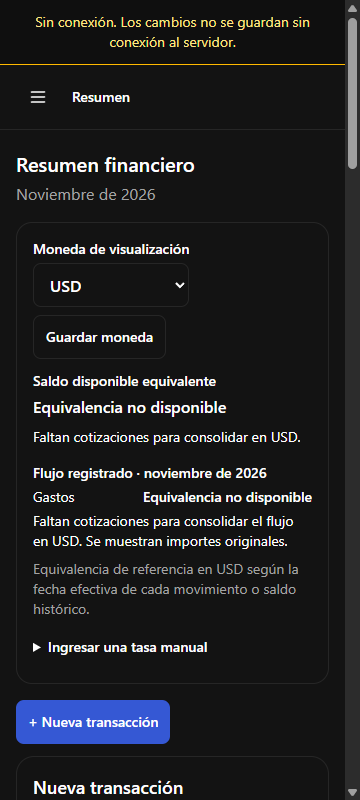 Sin conexión. Los cambios no se guardan sin
conexión al servidor.
Resumen
Resumen financiero
Noviembre de 2026
Moneda de visualización
USD
Guardar moneda
Saldo disponible equivalente
Equivalencia no disponible
Faltan cotizaciones para consolidar en USD.
Flujo registrado · noviembre de 2026
Gastos Equivalencia no disponible
Faltan cotizaciones para consolidar el flujo
en USD. Se muestran importes originales.
Equivalencia de referencia en USD según la
fecha efectiva de cada movimiento o saldo
histórico.
Ingresar una tasa manual
+ Nueva transacción
Nueva transacción